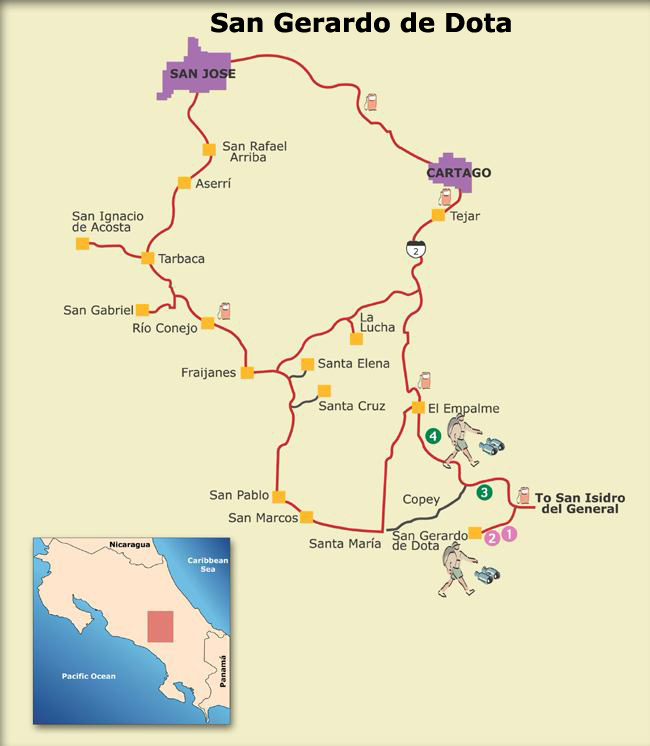 San Gerardo de Dota
SAN JOSE
San Rafael
Arriba
CARTAGO
Aserrí
San Ignacio
de Acosta
Tejar
2
Tarbaca
San Gabriel
Río Conejo
La
Lucha
Santa Elena
Fraijanes
Santa Cruz
El Empalme
4
3
San Pablo
Copey
To San Isidro
del General
San Marcos
Santa María
San Gerardo
de Dota
2
1
Nicaragua
Caribbean
Sea
Pacific Ocean
Panamá